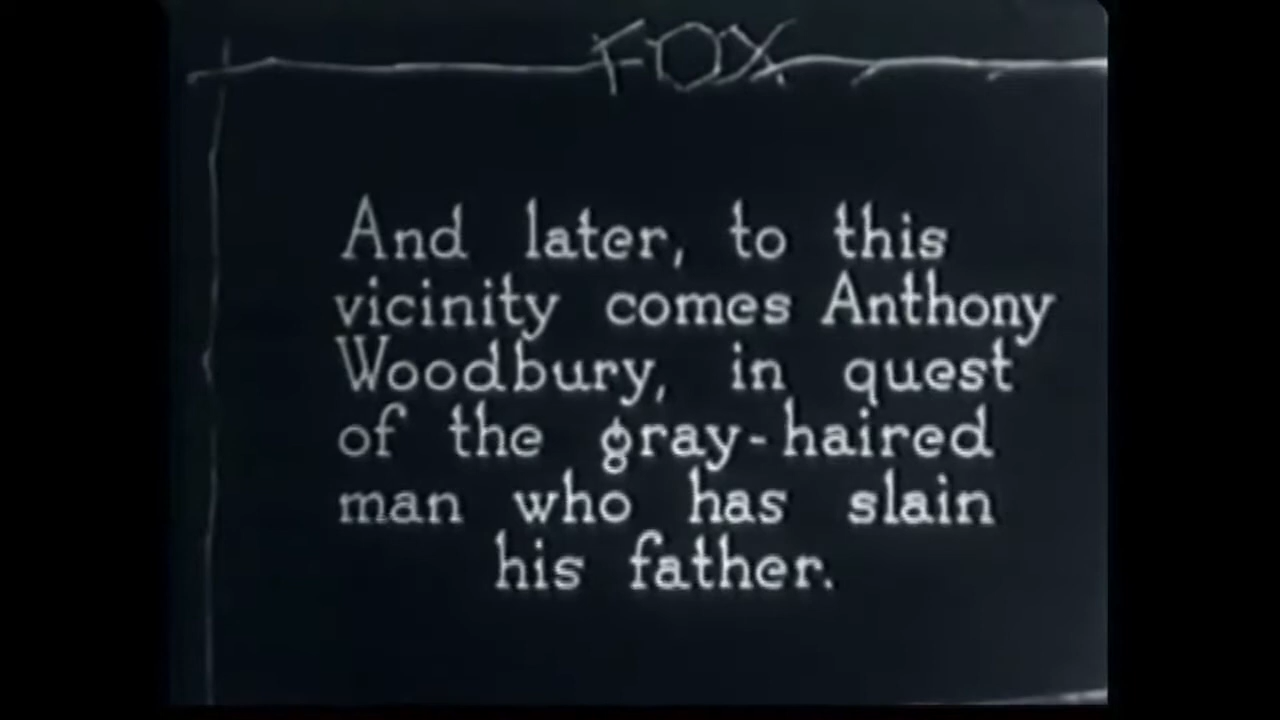 FOX
And later, to this
vicinity comes Anthony
Woodbury, in quest
of the gray-haired
man who has slain
his father.